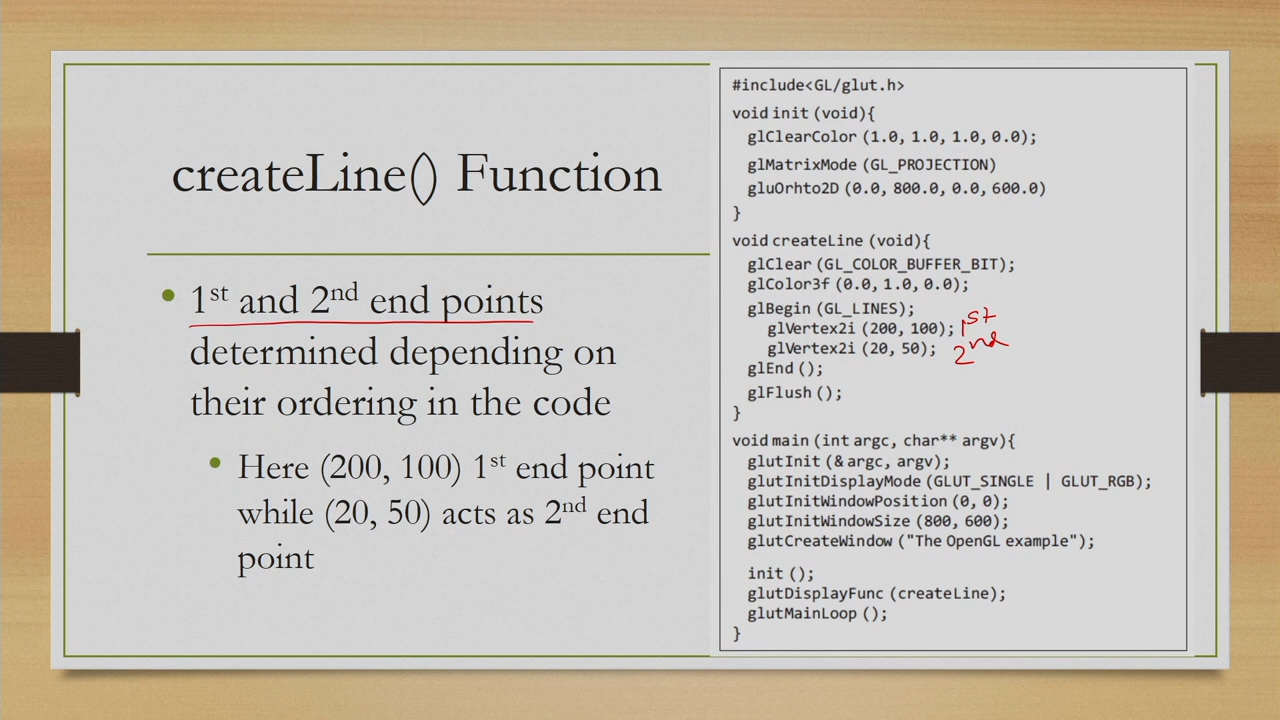 createLine() Function
• 1st and 2nd end points
determined depending on
their ordering in the code
• Here (200, 100) 1st end point
while (20, 50) acts as 2nd end
point
#include<GL/glut.h>
void init (void){
glClearColor (1.0, 1.0, 1.0, 0.0);
glMatrixMode (GL_PROJECTION)
gluOrhto2D (0.0, 800.0, 0.0, 600.0)
}
void createLine (void){
glClear (GL_COLOR_BUFFER_BIT);
glColor3f (0.0, 1.0, 0.0);
glBegin (GL_LINES);
glVertex2i (200, 100); 1st
glVertex2i (20, 50); 2nd
glEnd ();
glFlush ();
}
void main (int argc, char** argv){
glutInit (& argc, argv);
glutInitDisplayMode (GLUT_SINGLE | GLUT_RGB);
glutInitWindowPosition (0, 0);
glutInitWindowSize (800, 600);
glutCreateWindow ("The OpenGL example");
init ();
glutDisplayFunc (createLine);
glutMainLoop ();
}